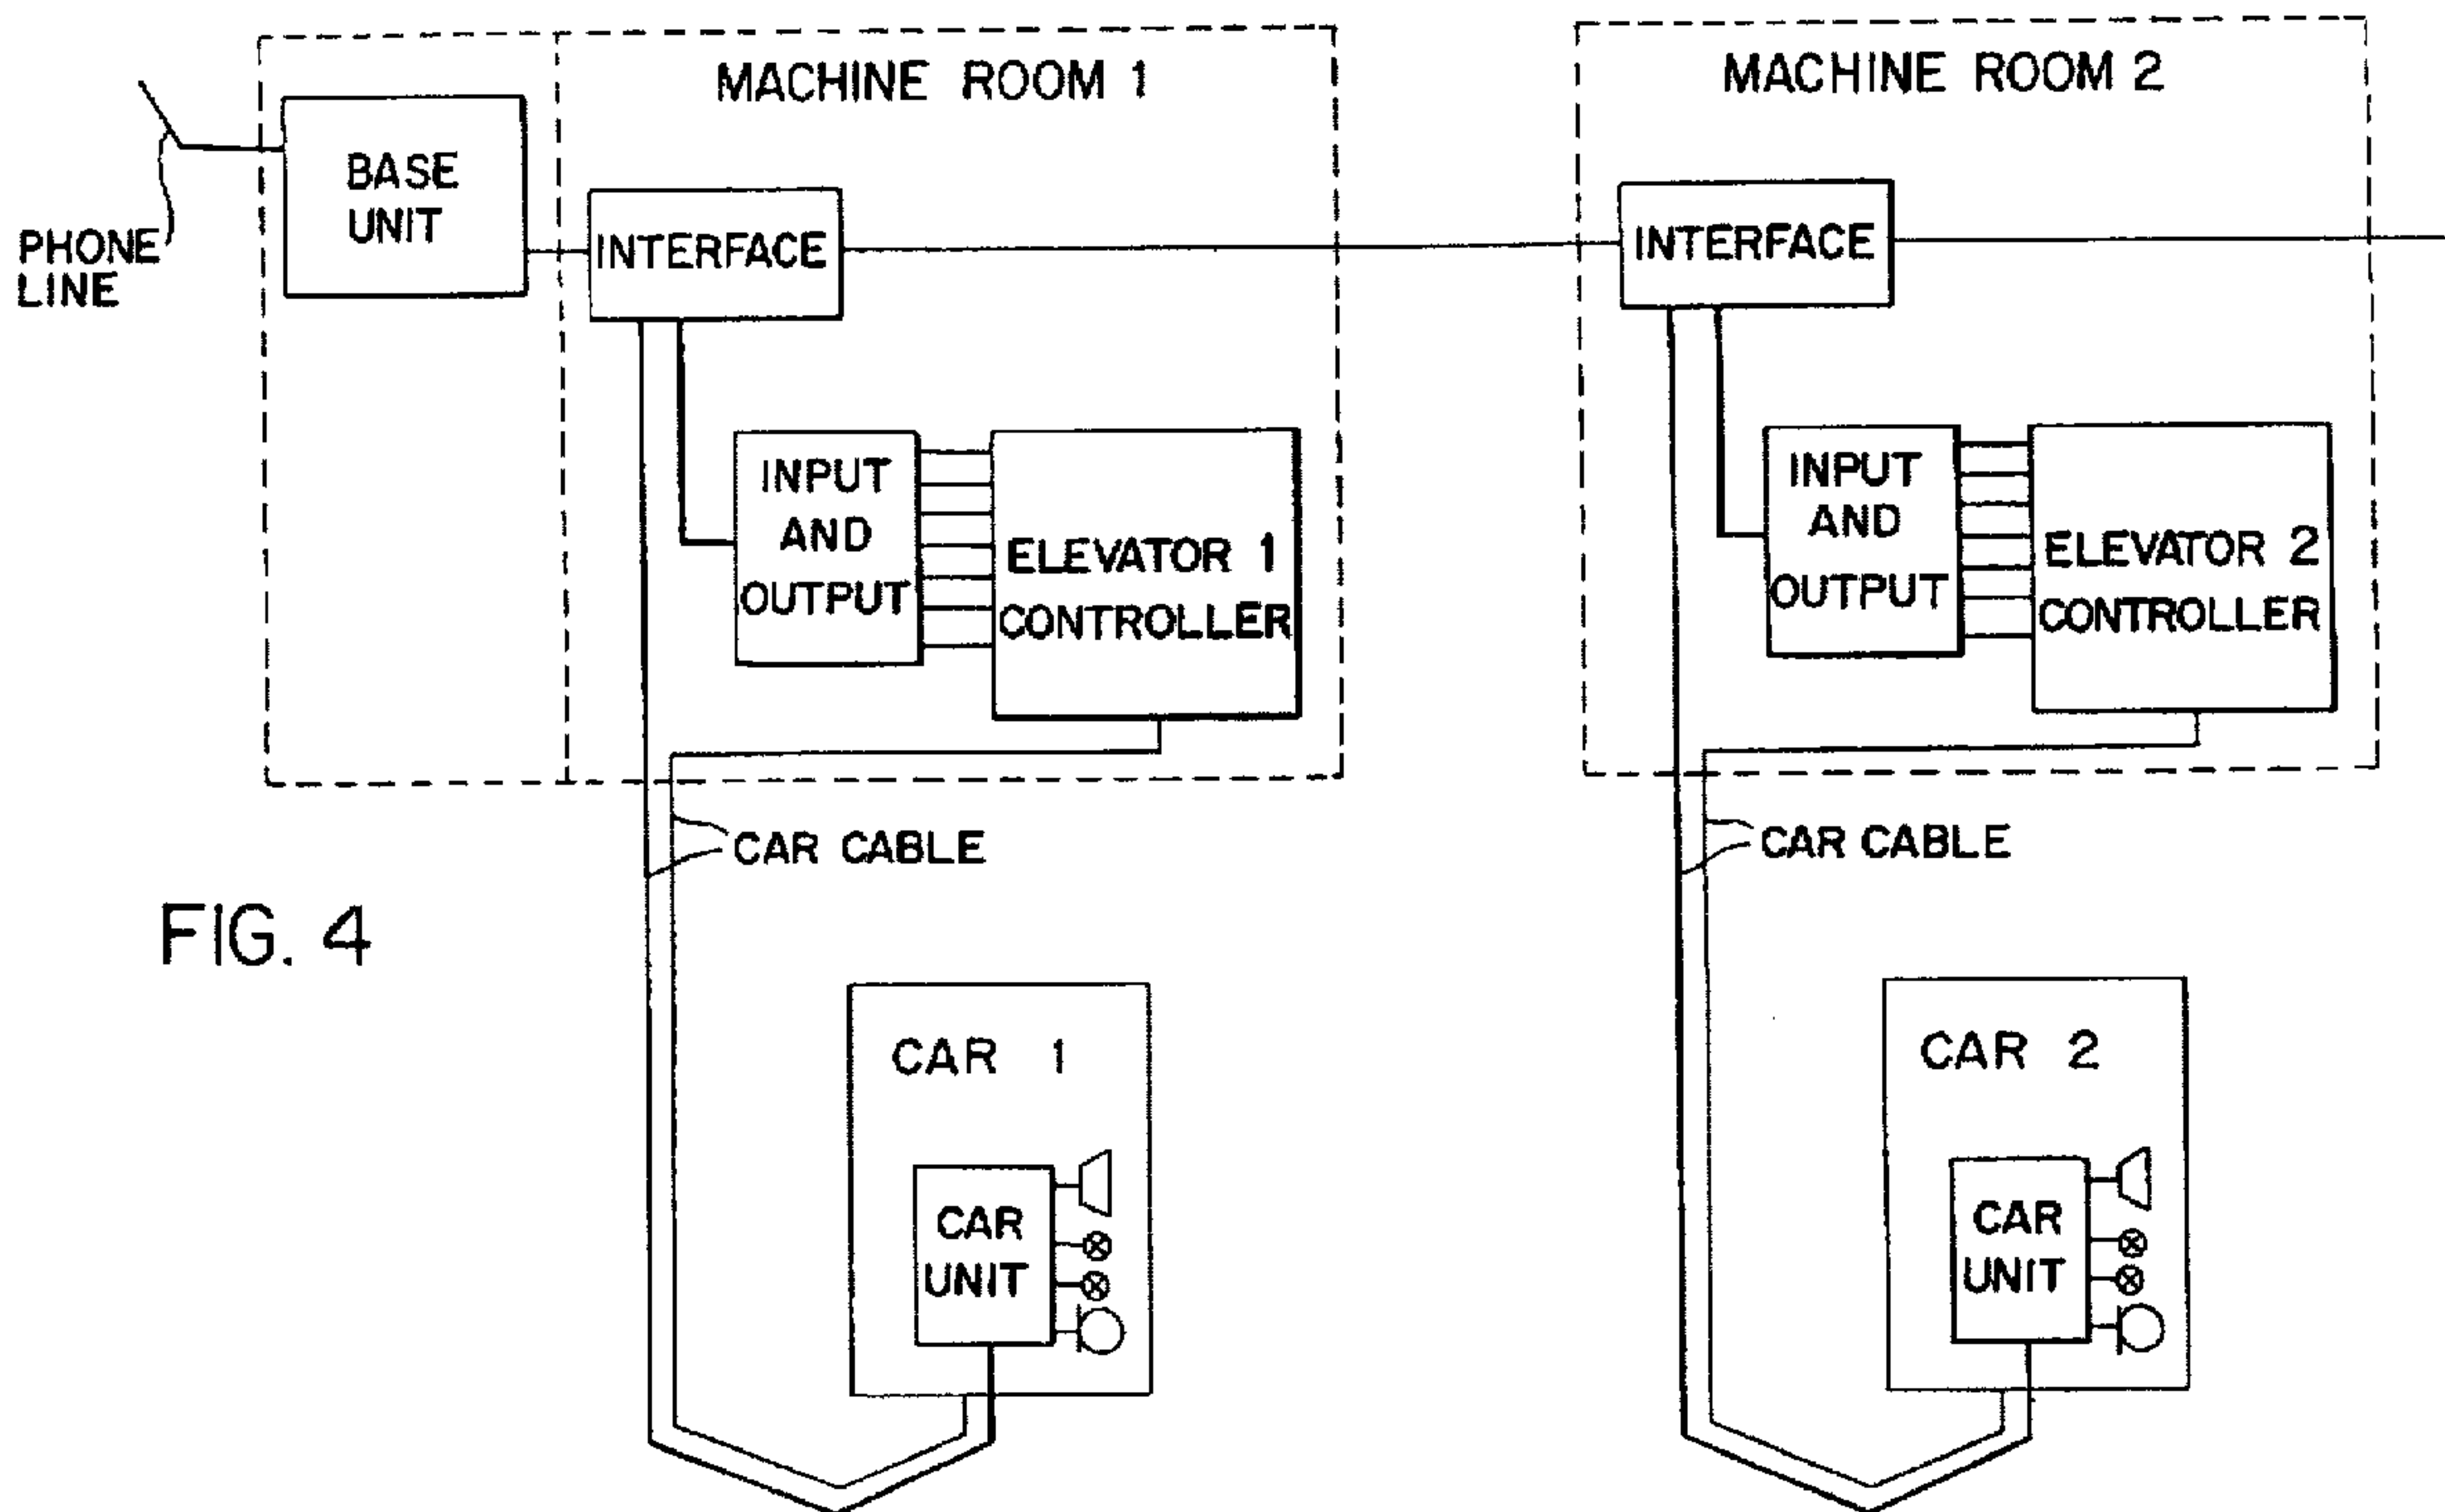 MACHINE ROOM 1
MACHINE ROOM 2
BASE
UNIT
PHONE
LINE
INTERFACE
INTERFACE
INPUT
AND
OUTPUT
ELEVATOR 1
CONTROLLER
INPUT
AND
OUTPUT
ELEVATOR 2
CONTROLLER
CAR CABLE
CAR CABLE
FIG. 4
CAR 1
CAR 2
CAR
UNIT
CAR
UNIT